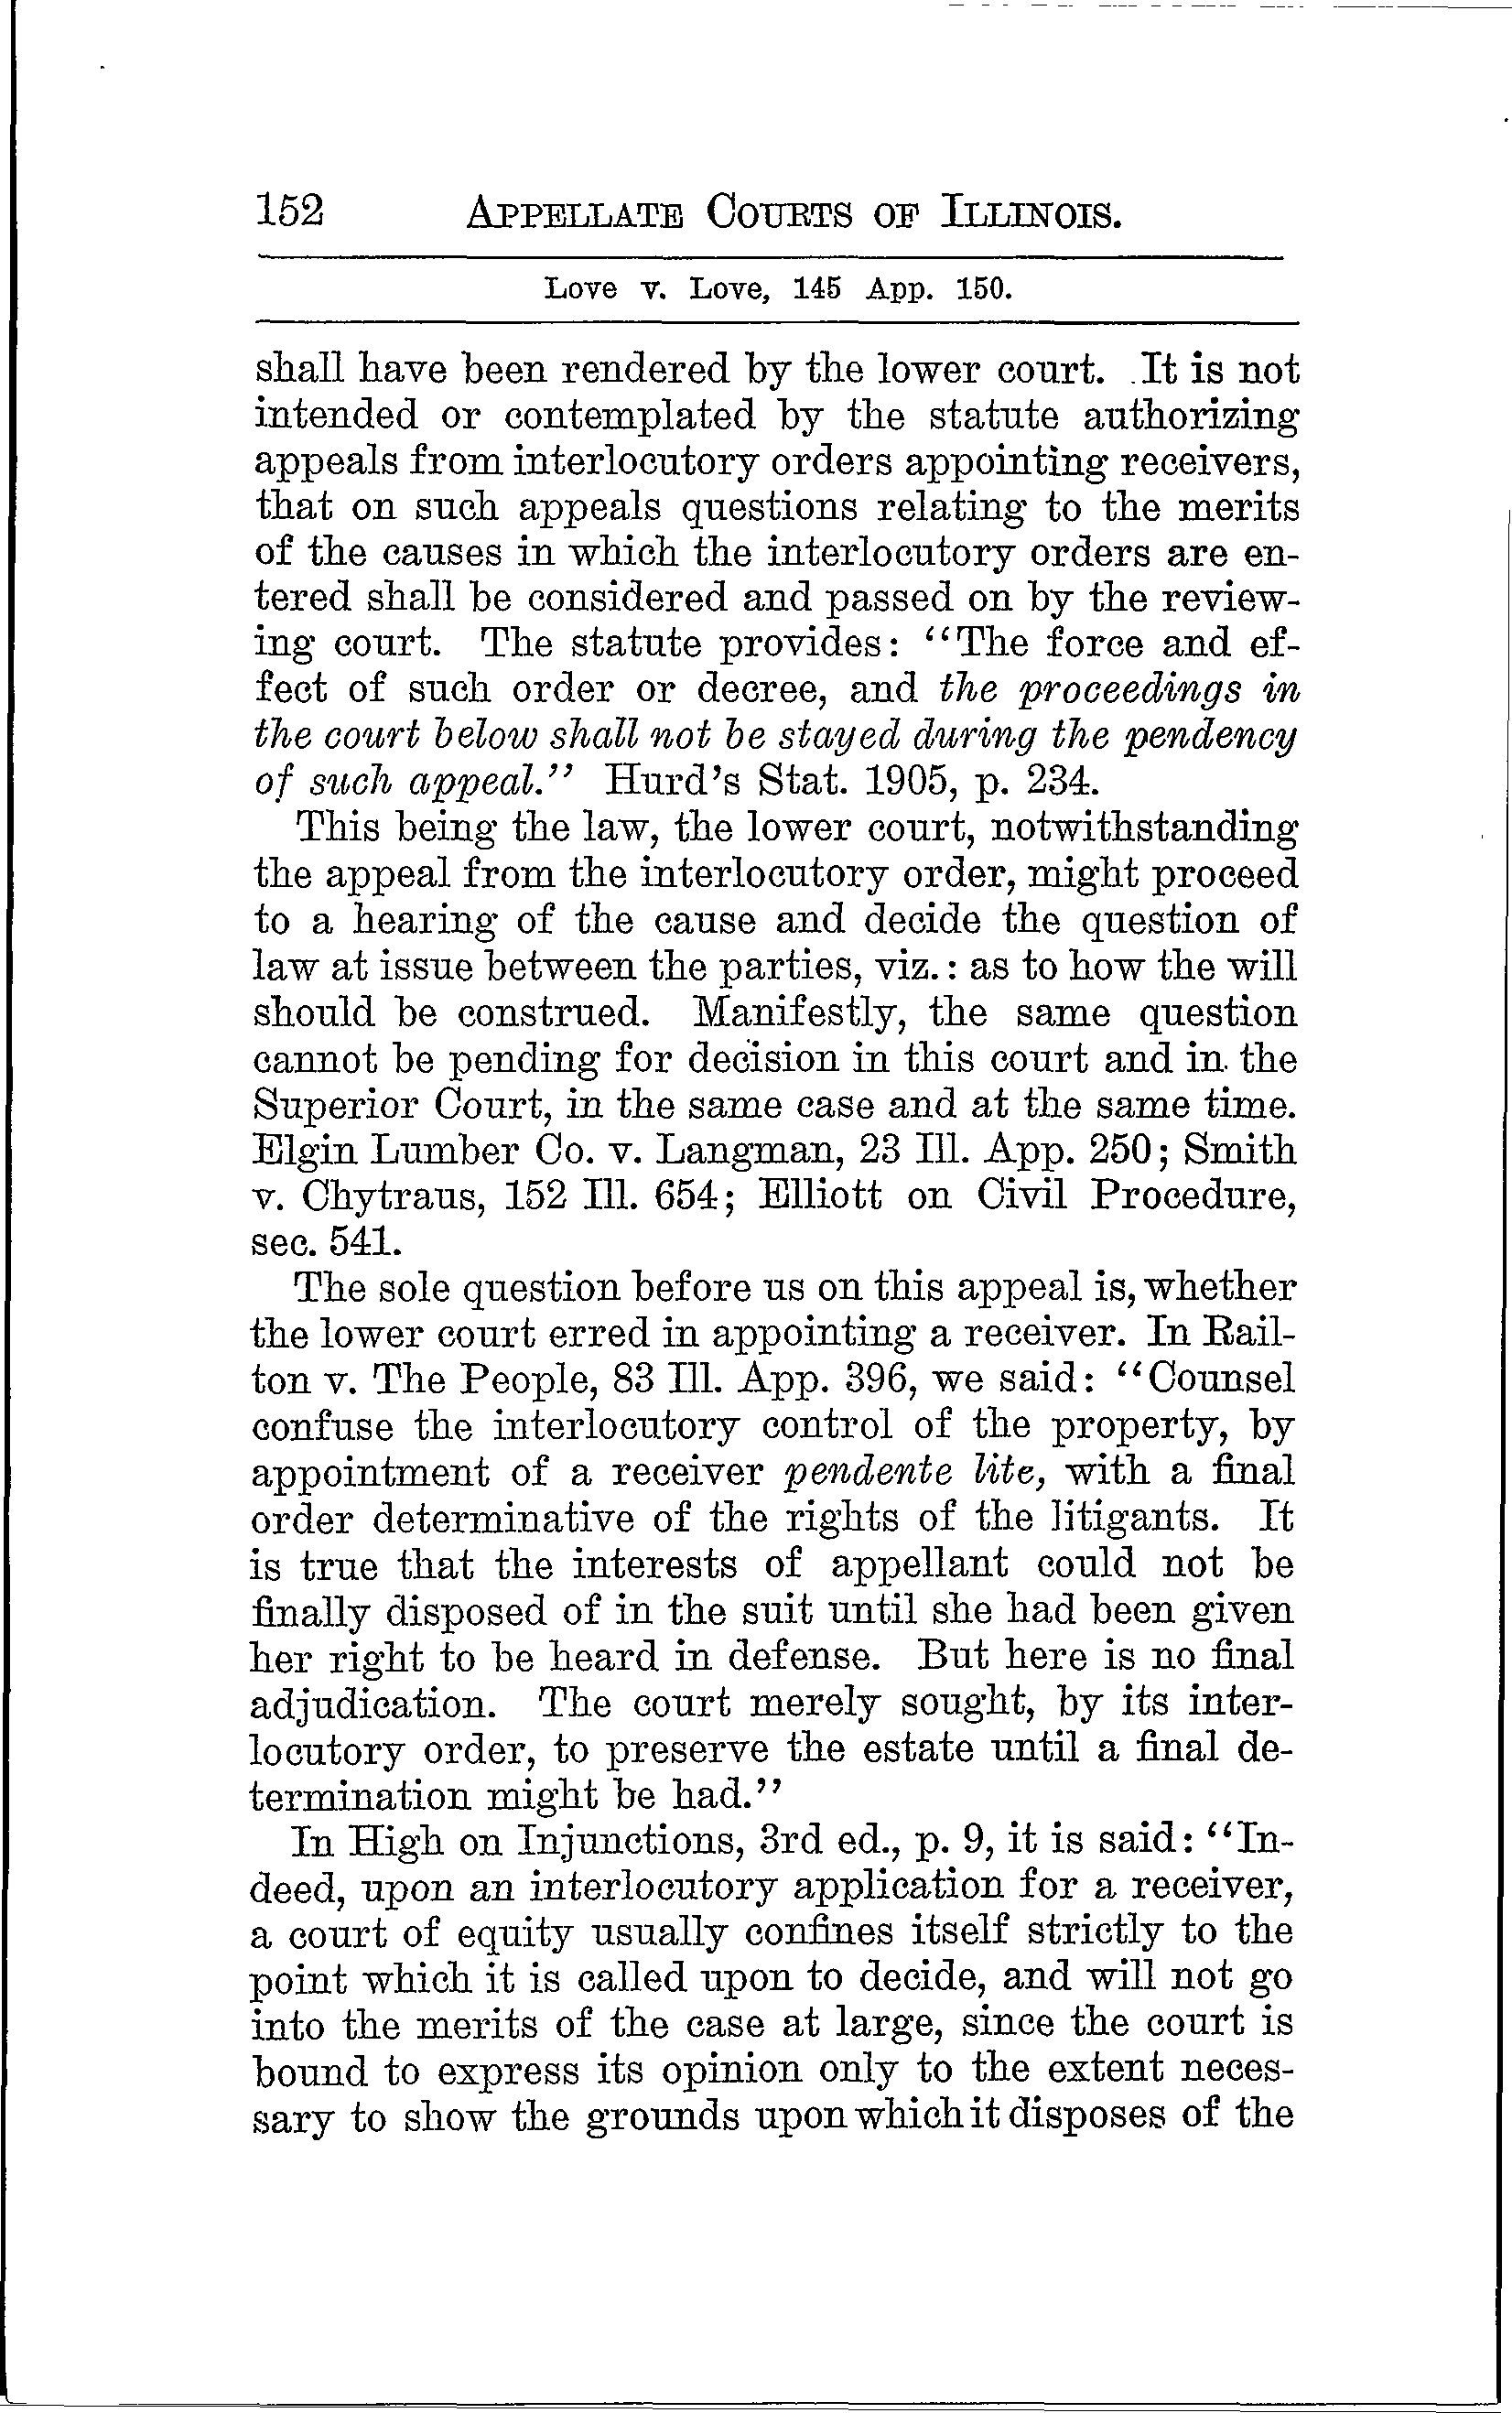 152 APPELLATE COURTS OF ILLINOIS.
Love v. Love, 145 App. 150.
shall have been rendered by the lower court. It is not
intended or contemplated by the statute authorizing
appeals from interlocutory orders appointing receivers,
that on such appeals questions relating to the merits
of the causes in which the interlocutory orders are en-
tered shall be considered and passed on by the review-
ing court. The statute provides: “The force and ef-
fect of such order or decree, and the proceedings in
the court below shall not be stayed during the pendency
of such appeal.” Hurd's Stat. 1905, p. 234.
This being the law, the lower court, notwithstanding
the appeal from the interlocutory order, might proceed
to a hearing of the cause and decide the question of
law at issue between the parties, viz.: as to how the will
should be construed. Manifestly, the same question
cannot be pending for decision in this court and in the
Superior Court, in the same case and at the same time.
Elgin Lumber Co. v. Langman, 23 Ill. App. 250; Smith
v. Chytraus, 152 Ill. 654; Elliott on Civil Procedure,
sec. 541.
The sole question before us on this appeal is, whether
the lower court erred in appointing a receiver. In Rail-
ton v. The People, 83 Ill. App. 396, we said: “Counsel
confuse the interlocutory control of the property, by
appointment of a receiver pendente lite, with a final
order determinative of the rights of the litigants. It
is true that the interests of appellant could not be
finally disposed of in the suit until she had been given
her right to be heard in defense. But here is no final
adjudication. The court merely sought, by its inter-
locutory order, to preserve the estate until a final de-
termination might be had.”
In High on Injunctions, 3rd ed., p. 9, it is said: “In-
deed, upon an interlocutory application for a receiver,
a court of equity usually confines itself strictly to the
point which it is called upon to decide, and will not go
into the merits of the case at large, since the court is
bound to express its opinion only to the extent neces-
sary to show the grounds upon which it disposes of the